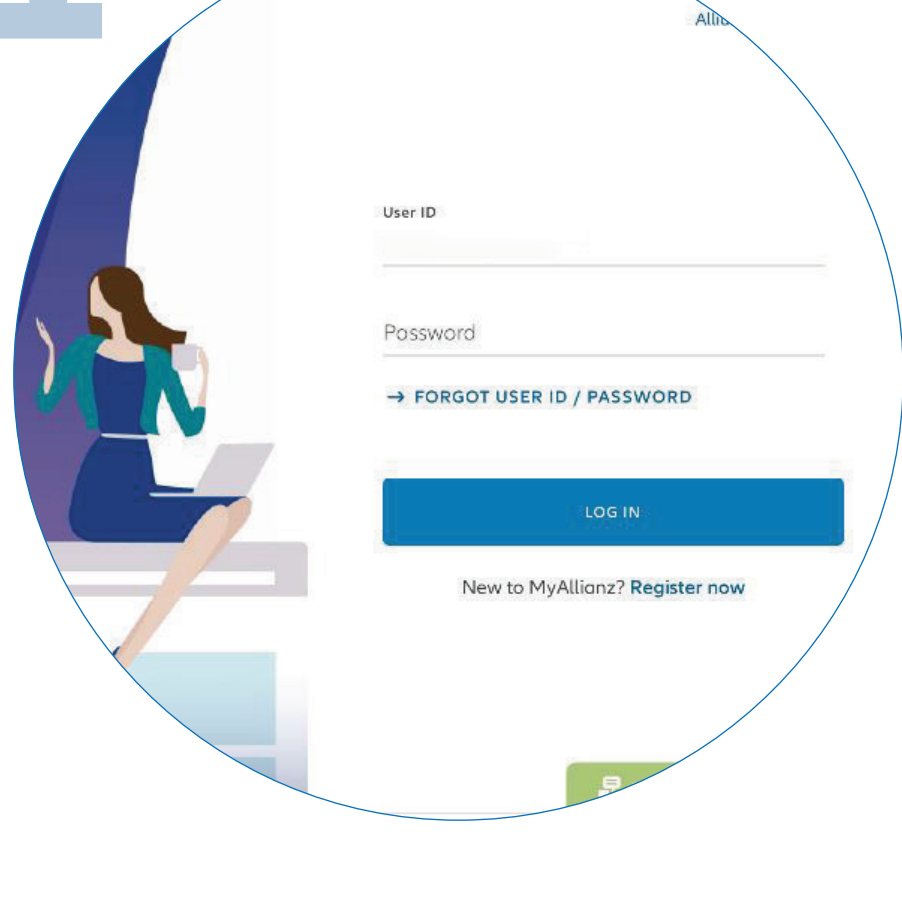 User ID
Password
→ FORGOT USER ID / PASSWORD
LOG IN
New to MyAllianz? Register now